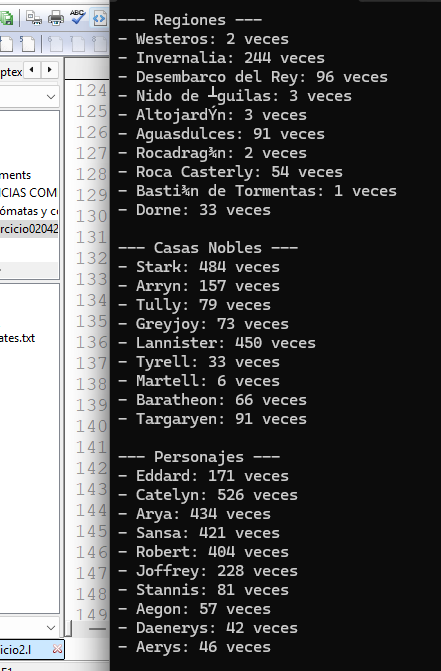 --- Regiones ---
- Westeros: 2 veces
- Invernalia: 244 veces
- Desembarco del Rey: 96 veces
- Nido de ┴guilas: 3 veces
- AltojardÝn: 3 veces
- Aguasdulces: 91 veces
- Rocadrag¾n: 2 veces
- Roca Casterly: 54 veces
- Basti¾n de Tormentas: 1 veces
- Dorne: 33 veces
--- Casas Nobles ---
- Stark: 484 veces
- Arryn: 157 veces
- Tully: 79 veces
- Greyjoy: 73 veces
- Lannister: 450 veces
- Tyrell: 33 veces
- Martell: 6 veces
- Baratheon: 66 veces
- Targaryen: 91 veces
--- Personajes ---
- Eddard: 171 veces
- Catelyn: 526 veces
- Arya: 434 veces
- Sansa: 421 veces
- Robert: 404 veces
- Joffrey: 228 veces
- Stannis: 81 veces
- Aegon: 57 veces
- Daenerys: 42 veces
- Aerys: 46 veces
ABC
4 5
ptex
ments
CIAS COM
ómatas y c
rcicio02042
ates.txt
icio2.l
124
125
126
127
128
129
130
131
132
133
134
135
136
137
138
139
140
141
142
143
144
145
146
147
148
149